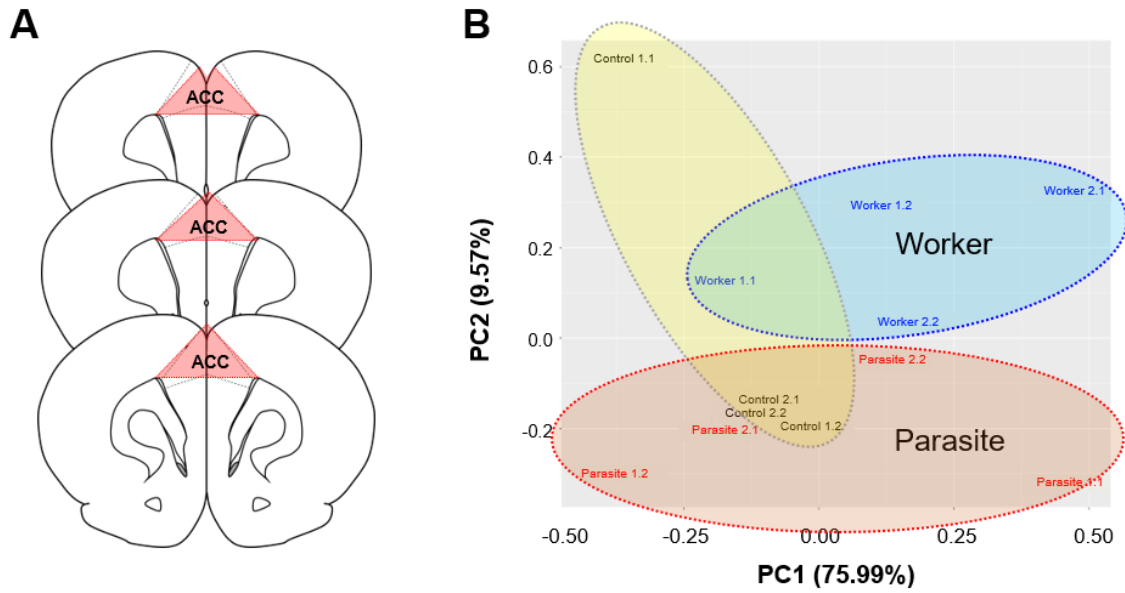 A
ACC
ACC
ACC
B
PC2 (9.57%)
0.6
0.4
0.2
0.0
-0.2
Control 1.1
Worker 2.1
Worker 1.2
Worker
Worker 1.1
Worker 2.2
Parasite 2.2
Control 2.1
Control 2.2
Control 1.2
Parasite 2.1
Parasite
Parasite 1.2
Parasite 1.1
-0.50
-0.25
0.00
0.25
0.50
PC1 (75.99%)